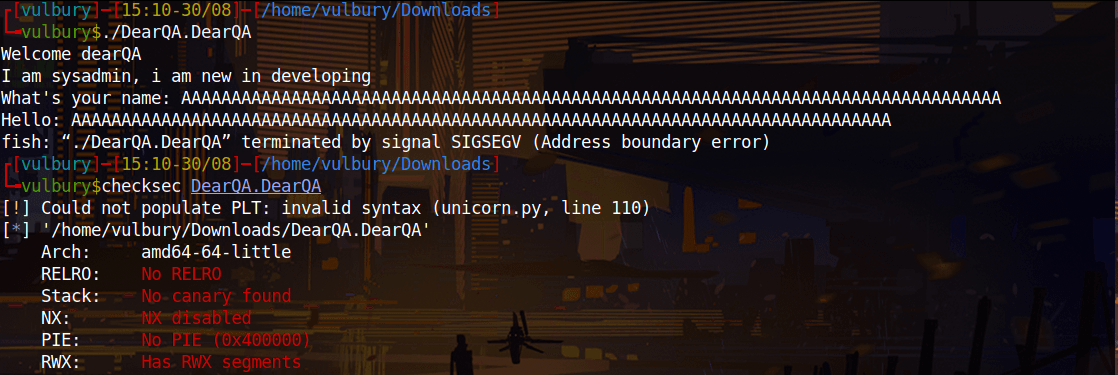 ┌─[vulbury]─[15:10-30/08]─[/home/vulbury/Downloads]
└─vulbury$./DearQA.DearQA
Welcome dearQA
I am sysadmin, i am new in developing
What's your name: AAAAAAAAAAAAAAAAAAAAAAAAAAAAAAAAAAAAAAAAAAAAAAAAAAAAAAAAAAAAAAAAAAAAAAAAAAAAAAAAAA
Hello: AAAAAAAAAAAAAAAAAAAAAAAAAAAAAAAAAAAAAAAAAAAAAAAAAAAAAAAAAAAAAAAAAAAAAAAAAAAAAAAAAA
fish: “./DearQA.DearQA” terminated by signal SIGSEGV (Address boundary error)
┌─[vulbury]─[15:10-30/08]─[/home/vulbury/Downloads]
└─vulbury$checksec DearQA.DearQA
[!] Could not populate PLT: invalid syntax (unicorn.py, line 110)
[*] '/home/vulbury/Downloads/DearQA.DearQA'
    Arch:     amd64-64-little
    RELRO:    No RELRO
    Stack:    No canary found
    NX:       NX disabled
    PIE:      No PIE (0x400000)
    RWX:      Has RWX segments